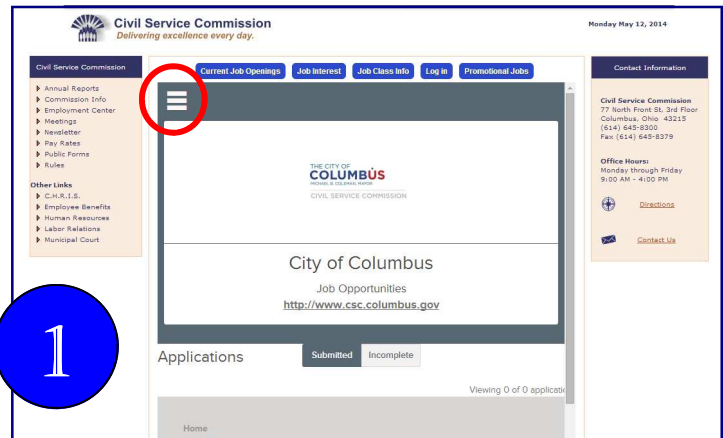 Civil Service Commission
Delivering excellence every day.
Monday May 12, 2014
Civil Service Commission
Annual Reports
Commission Info
Employment Center
Meetings
Newsletter
Pay Rates
Public Forms
Rules
Other Links
C.H.R.I.S.
Employee Benefits
Human Resources
Labor Relations
Municipal Court
Current Job Openings
Job Interest
Job Class Info
Log in
Promotional Jobs
THE CITY OF
COLUMBUS
MICHAEL B. COLEMAN, MAYOR
CIVIL SERVICE COMMISSION
City of Columbus
Job Opportunities
http://www.csc.columbus.gov
Applications
Submitted
Incomplete
Viewing 0 of 0 applicatio
Home
Contact Information
Civil Service Commission
77 North Front St, 3rd Floor
Columbus, Ohio 43215
(614) 645-8300
Fax (614) 645-8379
Office Hours:
Monday through Friday
9:00 AM - 4:00 PM
Directions
Contact Us
1